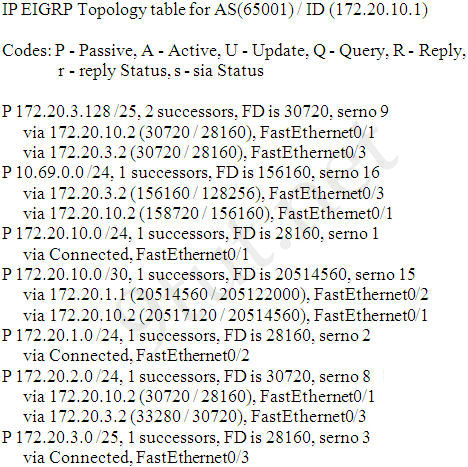 IP EIGRP Topology table for AS(65001) / ID (172.20.10.1)
Codes: P - Passive, A - Active, U - Update, Q - Query, R - Reply,
r - reply Status, s - sia Status
P 172.20.3.128 /25, 2 successors, FD is 30720, serno 9
via 172.20.10.2 (30720 / 28160), FastEthernet0/1
via 172.20.3.2 (30720 / 28160), FastEthernet0/3
P 10.69.0.0 /24, 1 successors, FD is 156160, serno 16
via 172.20.3.2 (156160 / 128256), FastEthernet0/3
via 172.20.10.2 (158720 / 156160), FastEthernet0/1
P 172.20.10.0 /24, 1 successors, FD is 28160, serno 1
via Connected, FastEthernet0/1
P 172.20.10.0 /30, 1 successors, FD is 20514560, serno 15
via 172.20.1.1 (20514560 / 205122000), FastEthernet0/2
via 172.20.10.2 (20517120 / 20514560), FastEthernet0/1
P 172.20.1.0 /24, 1 successors, FD is 28160, serno 2
via Connected, FastEthernet0/2
P 172.20.2.0 /24, 1 successors, FD is 30720, serno 8
via 172.20.10.2 (30720 / 28160), FastEthernet0/1
via 172.20.3.2 (33280 / 30720), FastEthernet0/3
P 172.20.3.0 /25, 1 successors, FD is 28160, serno 3
via Connected, FastEthernet0/3